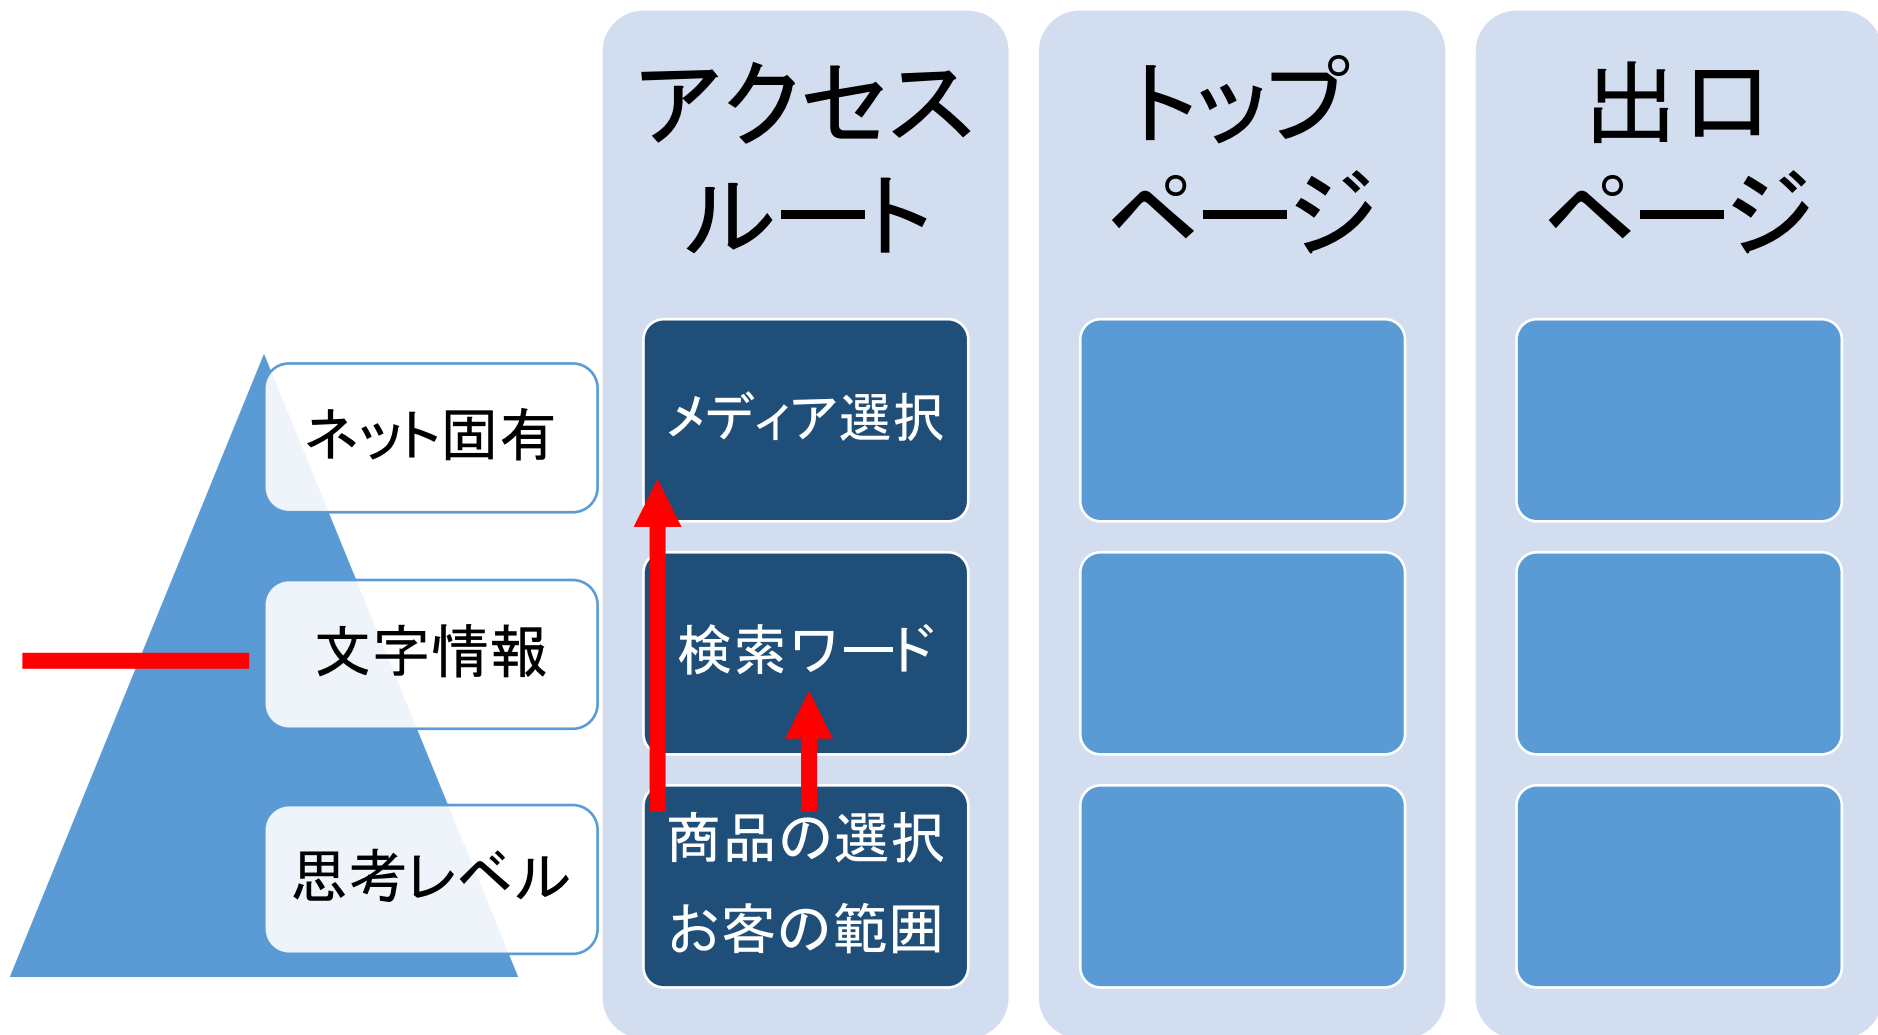 アクセス
ルート
トップ
ページ
出口
ページ
ネット固有
メディア選択
文字情報
検索ワード
思考レベル
商品の選択
お客の範囲